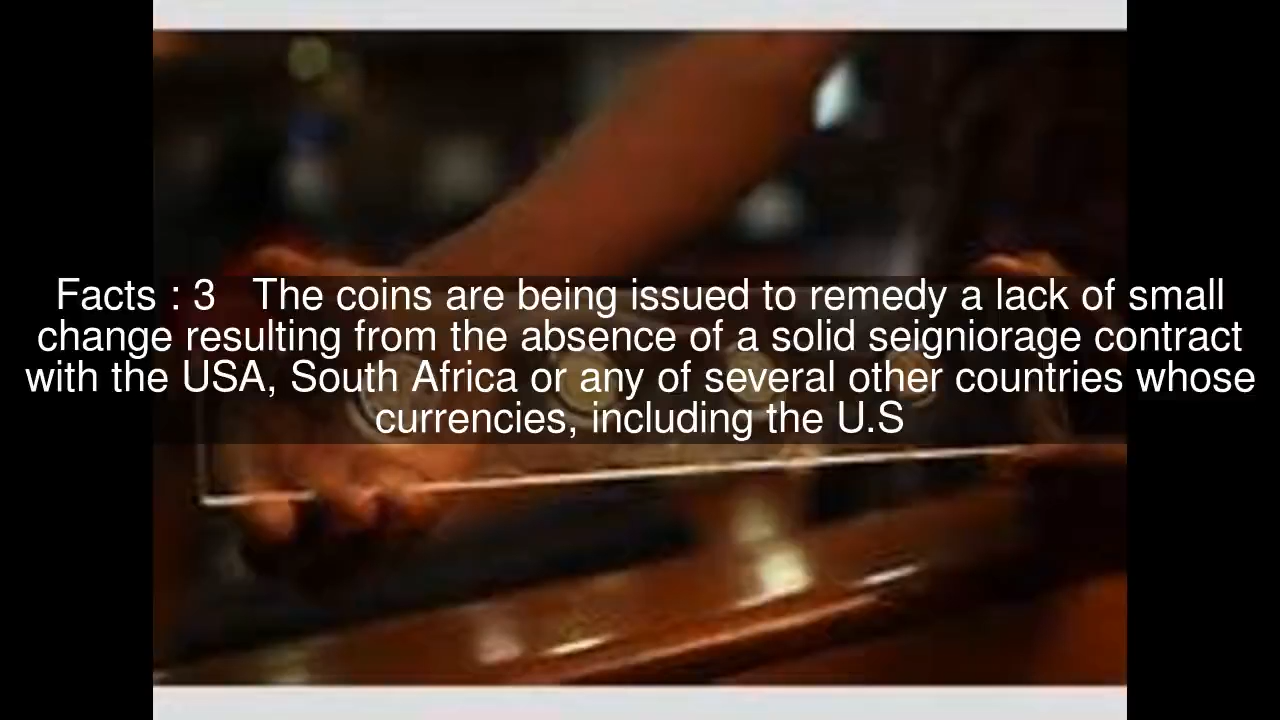 Facts : 3   The coins are being issued to remedy a lack of small
change resulting from the absence of a solid seigniorage contract
with the USA, South Africa or any of several other countries whose
currencies, including the U.S